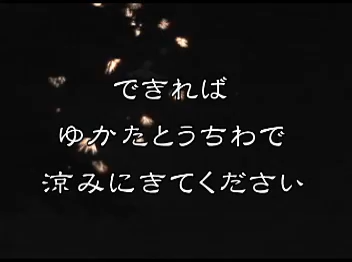 できれば
ゆかたとうちわで
涼みにきてください